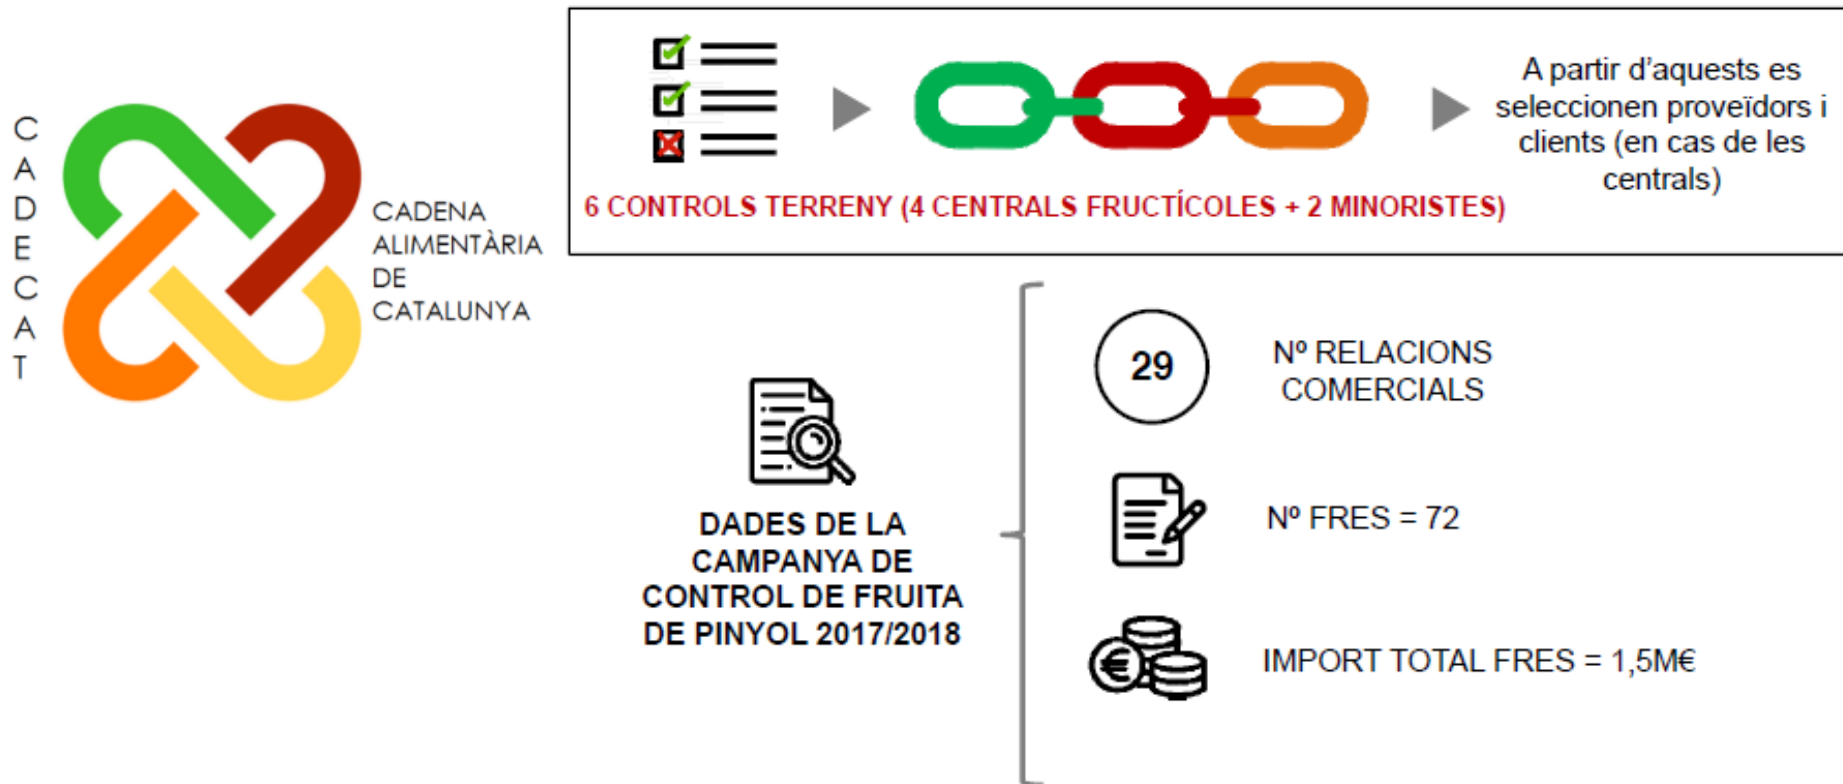 CADECAT
CADENA
ALIMENTÀRIA
DE
CATALUNYA
6 CONTROLS TERRENY (4 CENTRALS FRUCTÍCOLES + 2 MINORISTES)
A partir d'aquests es
seleccionen proveïdors i
clients (en cas de les
centrals)
DADES DE LA
CAMPANYA DE
CONTROL DE FRUITA
DE PINYOL 2017/2018
29
Nº RELACIONS
COMERCIALS
Nº FRES = 72
€
IMPORT TOTAL FRES = 1,5M€